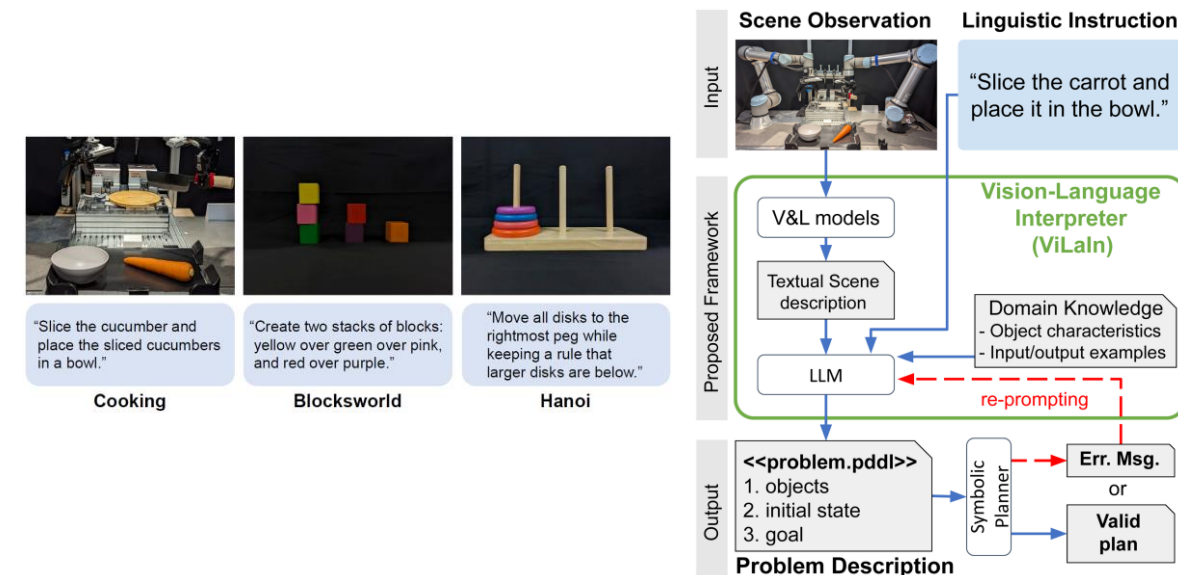 “Slice the cucumber and
place the sliced cucumbers
in a bowl.”
Cooking
“Create two stacks of blocks:
yellow over green over pink,
and red over purple.”
Blocksworld
“Move all disks to the
rightmost peg while
keeping a rule that
larger disks are below.”
Hanoi
Scene Observation
Linguistic Instruction
Input
“Slice the carrot and
place it in the bowl.”
Proposed Framework
Vision-Language
Interpreter
(ViLaIn)
V&L models
Textual Scene
description
Domain Knowledge
- Object characteristics
- Input/output examples
LLM
re-prompting
Output
<<problem.pddl>>
1. objects
2. initial state
3. goal
Problem Description
Symbolic
Planner
Err. Msg.
or
Valid
plan